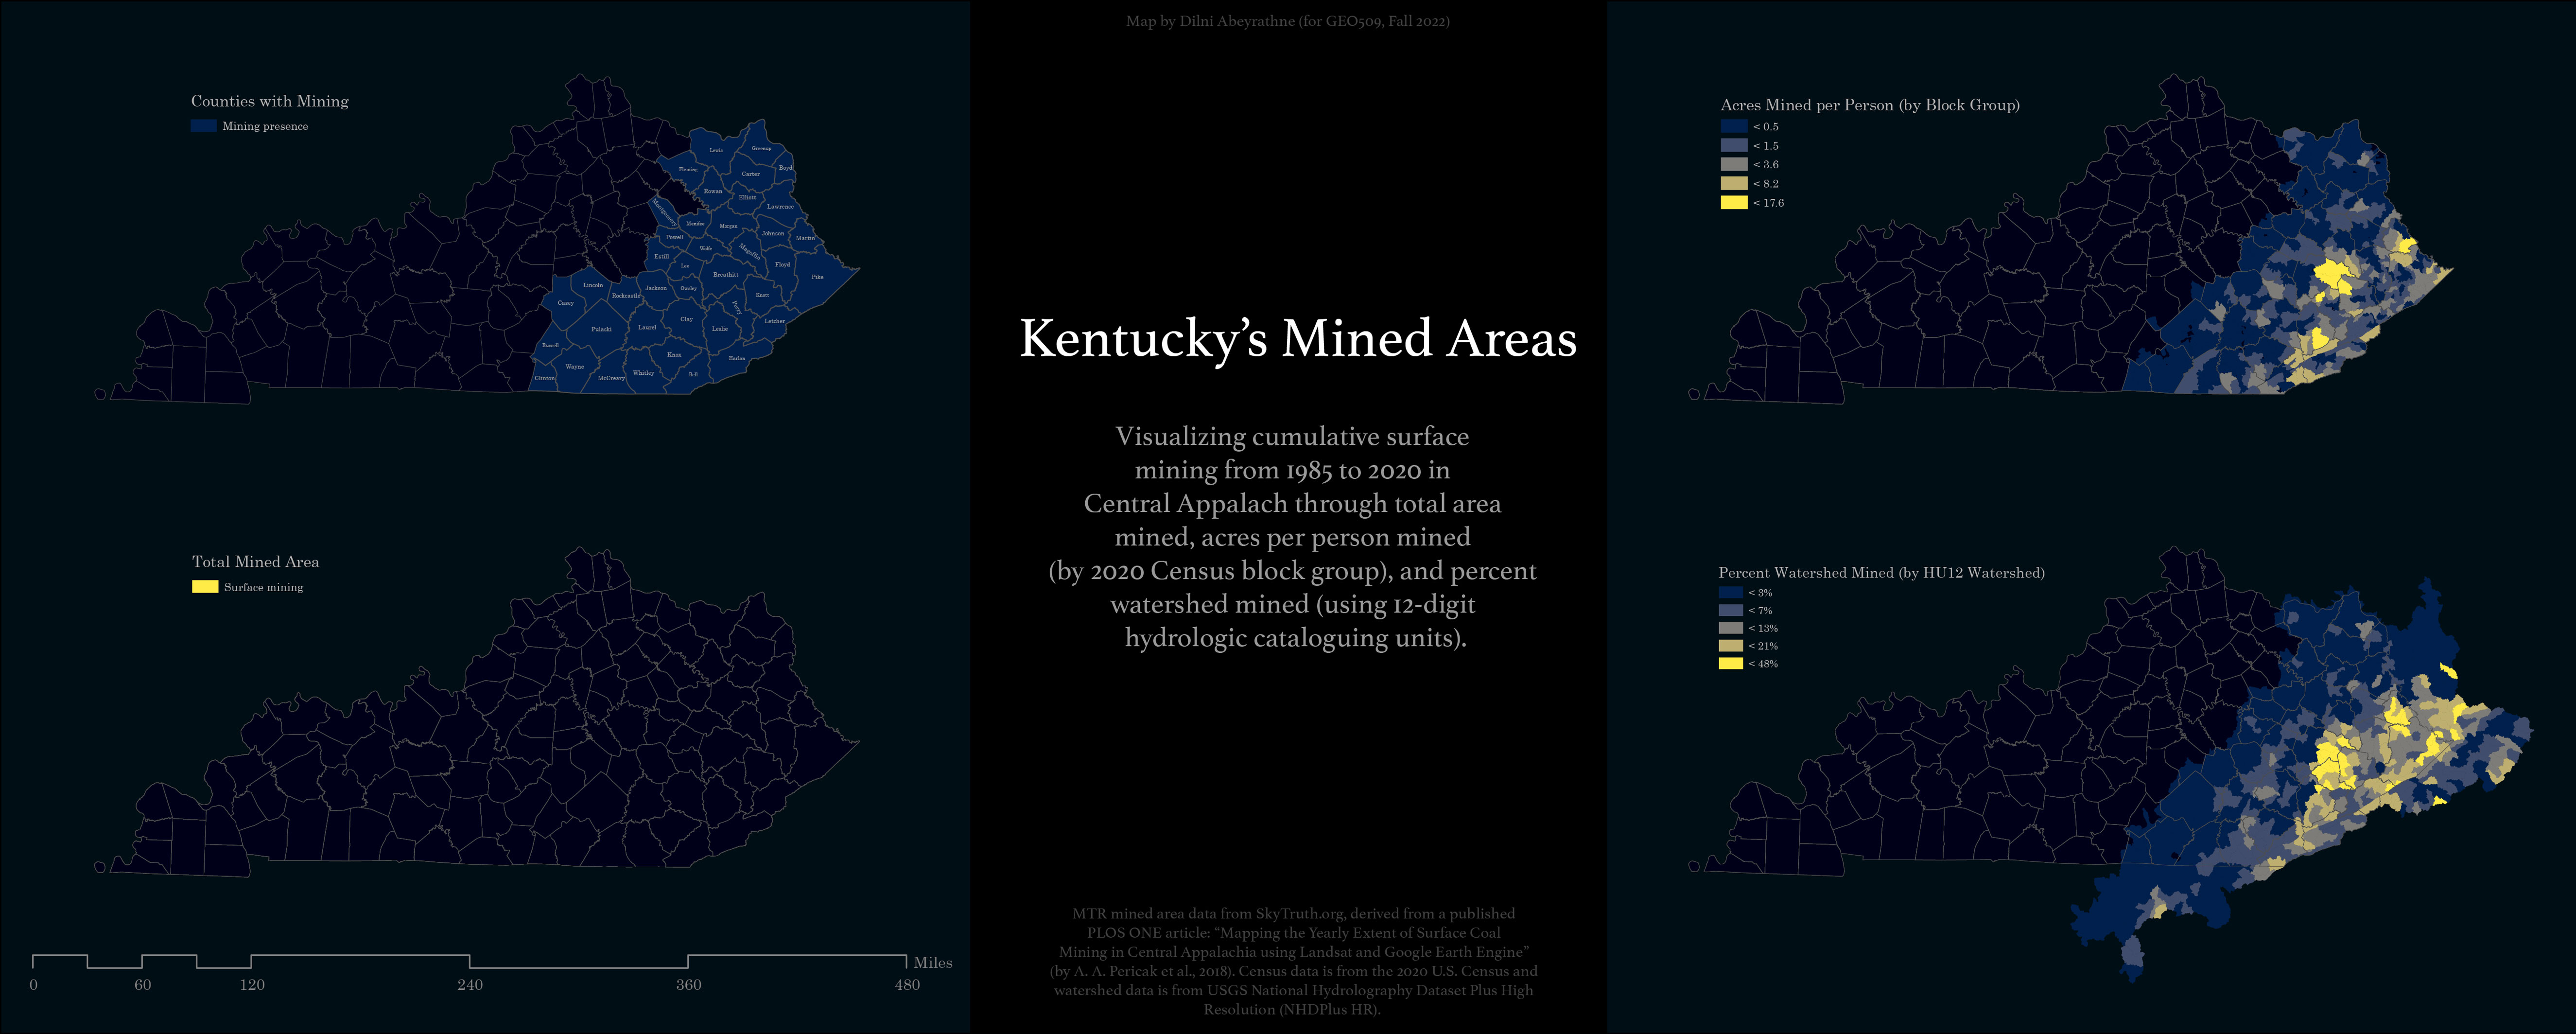 Map by Dilni Abeyrathne (for GEO509, Fall 2022)
Counties with Mining
Mining presence
Lewis
Greenup
Fleming
Carter
Boyd
Rowan
Elliott
Montgomery
Lawrence
Menifee
Morgan
Powell
Johnson
Martin
Wolfe
Magoffin
Estill
Lee
Floyd
Breathitt
Pike
Lincoln
Jackson
Owsley
Rockcastle
Knott
Casey
Perry
Clay
Letcher
Pulaski
Laurel
Leslie
Russell
Knox
Harlan
Wayne
Whitley
Bell
Clinton
McCreary
Total Mined Area
Surface mining
0
60
120
240
360
480
Miles
Kentucky’s Mined Areas
Visualizing cumulative surface
mining from 1985 to 2020 in
Central Appalach through total area
mined, acres per person mined
(by 2020 Census block group), and percent
watershed mined (using 12-digit
hydrologic cataloguing units).
MTR mined area data from SkyTruth.org, derived from a published
PLOS ONE article: “Mapping the Yearly Extent of Surface Coal
Mining in Central Appalachia using Landsat and Google Earth Engine”
(by A. A. Pericak et al., 2018). Census data is from the 2020 U.S. Census and
watershed data is from USGS National Hydrology Dataset Plus High
Resolution (NHDPlus HR).
Acres Mined per Person (by Block Group)
< 0.5
< 1.5
< 3.6
< 8.2
< 17.6
Percent Watershed Mined (by HU12 Watershed)
< 3%
< 7%
< 13%
< 21%
< 48%